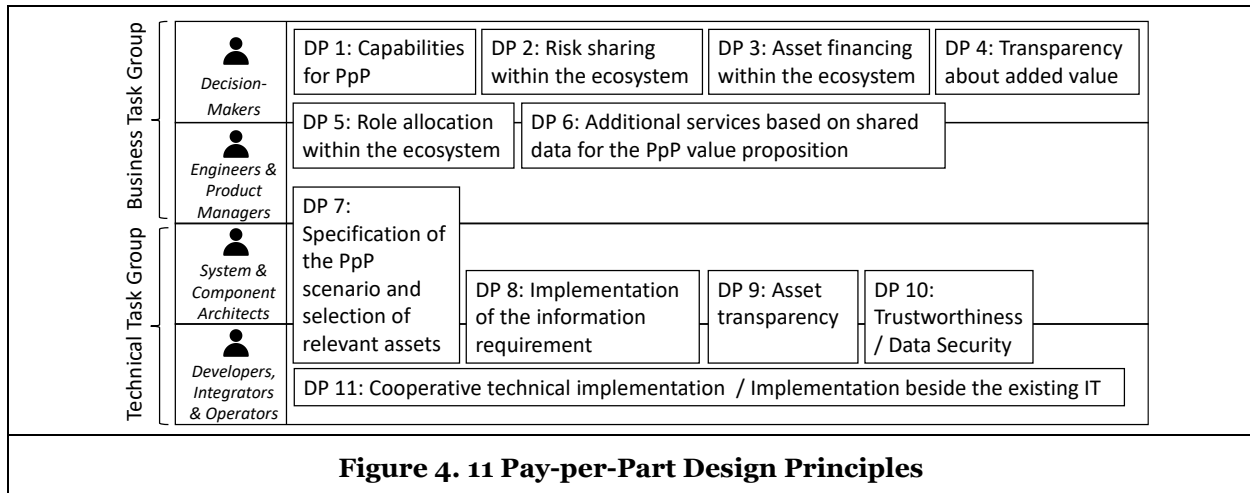 Business Task Group
Technical Task Group
Decision-
Makers
DP 1: Capabilities
for PpP
DP 2: Risk sharing
within the ecosystem
DP 3: Asset financing
within the ecosystem
DP 4: Transparency
about added value
DP 5: Role allocation
within the ecosystem
DP 6: Additional services based on shared
data for the PpP value proposition
Engineers &
Product
Managers
DP 7:
Specification of
the PpP
scenario and
selection of
relevant assets
System &
Component
Architects
DP 8: Implementation
of the information
requirement
DP 9: Asset
transparency
DP 10:
Trustworthiness
/ Data Security
Developers,
Integrators
& Operators
DP 11: Cooperative technical implementation / Implementation beside the existing IT
Figure 4. 11 Pay-per-Part Design Principles